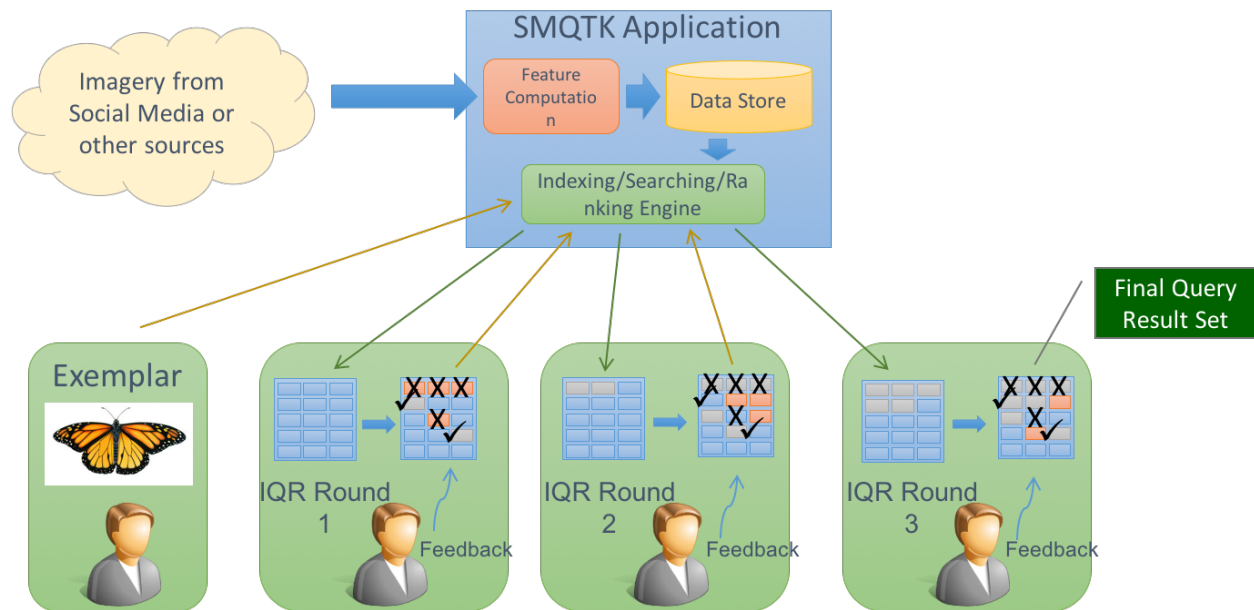 SMQTK Application
Imagery from
Social Media or
other sources
Feature
Computatio
n
Data Store
Indexing/Searching/Ra
nking Engine
Final Query
Result Set
Exemplar
IQR Round
1
Feedback
IQR Round
2
Feedback
IQR Round
3
Feedback